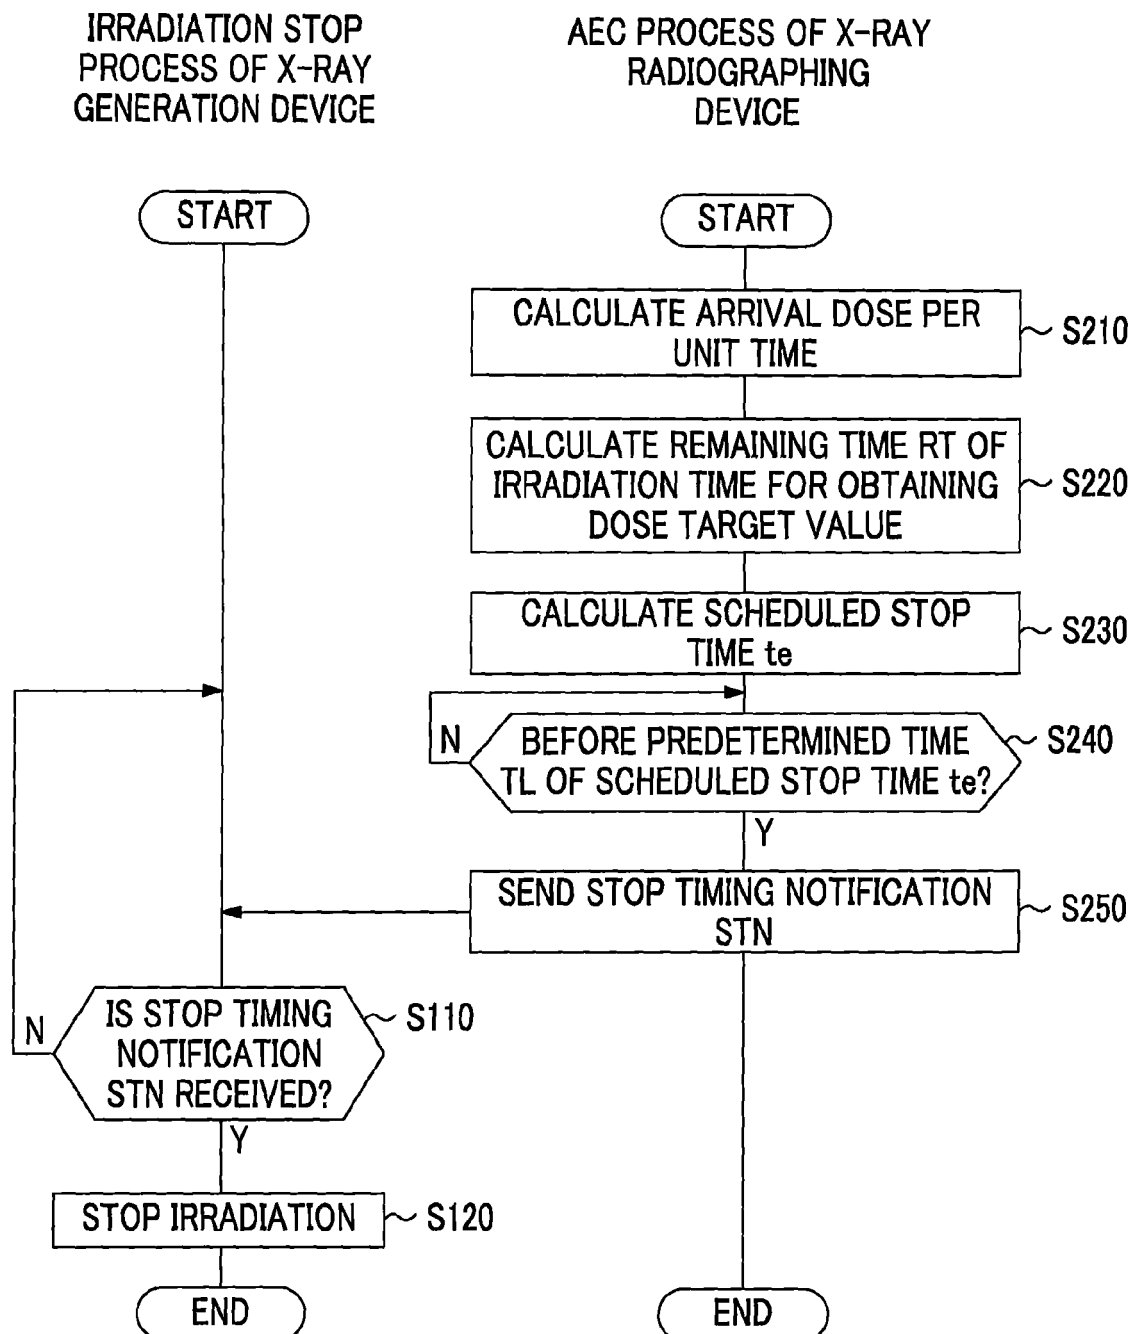 IRRADIATION STOP
PROCESS OF X-RAY
GENERATION DEVICE
START
N
IS STOP TIMING
NOTIFICATION
STN RECEIVED?
S110
Y
STOP IRRADIATION
S120
END
AEC PROCESS OF X-RAY
RADIOGRAPHING
DEVICE
START
CALCULATE ARRIVAL DOSE PER
UNIT TIME
S210
CALCULATE REMAINING TIME RT OF
IRRADIATION TIME FOR OBTAINING
DOSE TARGET VALUE
S220
CALCULATE SCHEDULED STOP
TIME te
S230
N
BEFORE PREDETERMINED TIME
TL OF SCHEDULED STOP TIME te?
S240
Y
SEND STOP TIMING NOTIFICATION
STN
S250
END